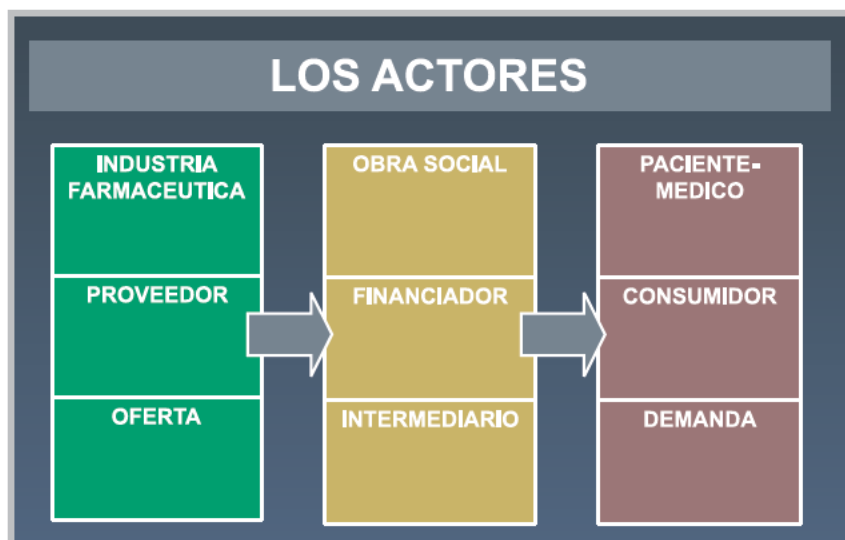 LOS ACTORES
INDUSTRIA
FARMACEUTICA
PROVEEDOR
OFERTA
OBRA SOCIAL
FINANCIADOR
INTERMEDIARIO
PACIENTE-
MEDICO
CONSUMIDOR
DEMANDA